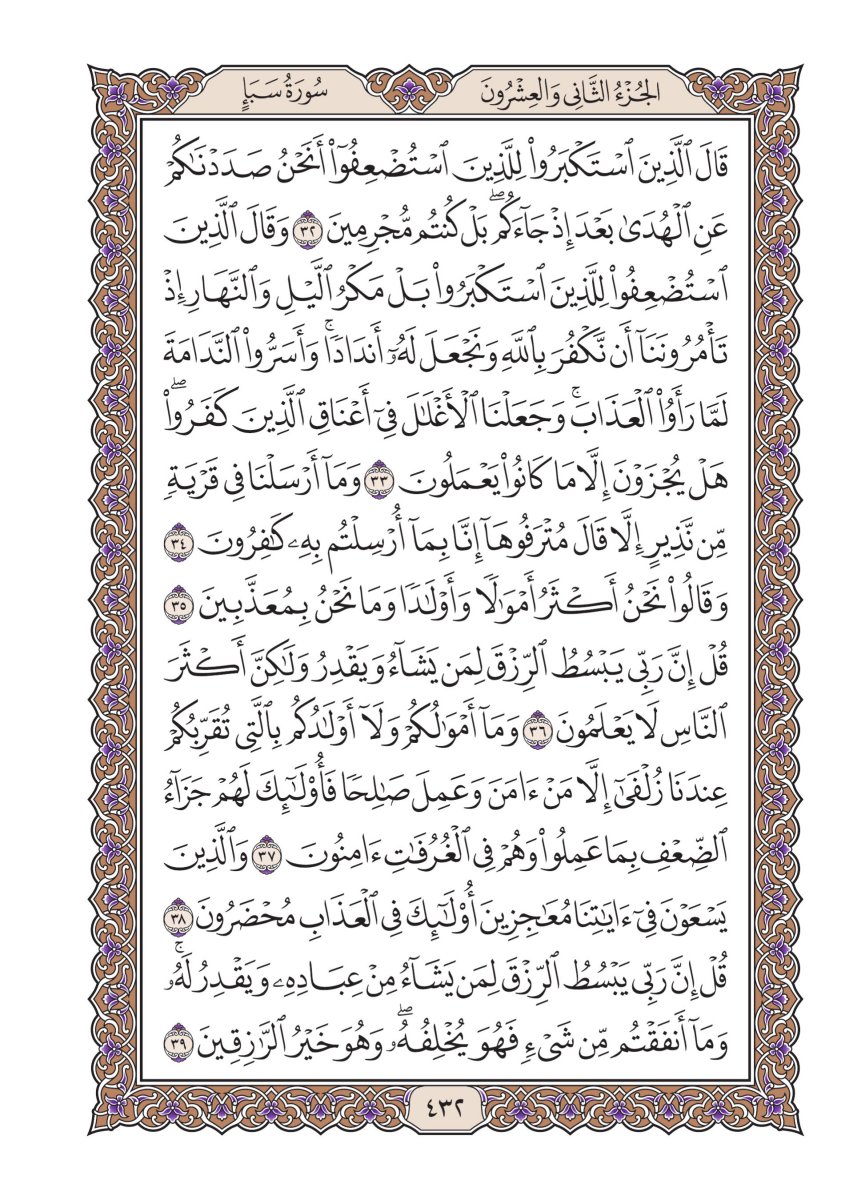 الجُزْءُ الثَّانِي وَالعِشْرُونَ
سُورَةُ سَبَإٍ
قَالَ ٱلَّذِينَ ٱسْتَكْبَرُوا۟ لِلَّذِينَ ٱسْتُضْعِفُوٓا۟ أَنَحْنُ صَدَدْنَـٰكُمْ
عَنِ ٱلْهُدَىٰ بَعْدَ إِذْ جَآءَكُم ۖ بَلْ كُنتُم مُّجْرِمِينَ ٣٢ وَقَالَ ٱلَّذِينَ
ٱسْتُضْعِفُوا۟ لِلَّذِينَ ٱسْتَكْبَرُوا۟ بَلْ مَكْرُ ٱلَّيْلِ وَٱلنَّهَارِ إِذْ
تَأْمُرُونَنَآ أَن نَّكْفُرَ بِٱللَّهِ وَنَجْعَلَ لَهُۥٓ أَندَادًا ۚ وَأَسَرُّوا۟ ٱلنَّدَامَةَ
لَمَّا رَأَوُا۟ ٱلْعَذَابَ ۚ وَجَعَلْنَا ٱلْأَغْلَـٰلَ فِىٓ أَعْنَاقِ ٱلَّذِينَ كَفَرُوا۟ ۖ
هَلْ يُجْزَوْنَ إِلَّا مَا كَانُوا۟ يَعْمَلُونَ ٣٣ وَمَآ أَرْسَلْنَا فِى قَرْيَةٍ
مِّن نَّذِيرٍ إِلَّا قَالَ مُتْرَفُوهَآ إِنَّا بِمَآ أُرْسِلْتُم بِهِۦ كَـٰفِرُونَ ٣٤
وَقَالُوا۟ نَحْنُ أَكْثَرُ أَمْوَٰلًا وَأَوْلَـٰدًا وَمَا نَحْنُ بِمُعَذَّبِينَ ٣٥
قُلْ إِنَّ رَبِّى يَبْسُطُ ٱلرِّزْقَ لِمَن يَشَآءُ وَيَقْدِرُ وَلَـٰكِنَّ أَكْثَرَ
ٱلنَّاسِ لَا يَعْلَمُونَ ٣٦ وَمَآ أَمْوَٰلُكُمْ وَلَآ أَوْلَـٰدُكُم بِٱلَّتِى تُقَرِّبُكُمْ
عِندَنَا زُلْفَىٰٓ إِلَّا مَنْ ءَامَنَ وَعَمِلَ صَـٰلِحًا فَأُو۟لَـٰٓئِكَ لَهُمْ جَزَآءُ
ٱلضِّعْفِ بِمَا عَمِلُوا۟ وَهُمْ فِى ٱلْغُرُفَـٰتِ ءَامِنُونَ ٣٧ وَٱلَّذِينَ
يَسْعَوْنَ فِىٓ ءَايَـٰتِنَا مُعَـٰجِزِينَ أُو۟لَـٰٓئِكَ فِى ٱلْعَذَابِ مُحْضَرُونَ ٣٨
قُلْ إِنَّ رَبِّى يَبْسُطُ ٱلرِّزْقَ لِمَن يَشَآءُ مِنْ عِبَادِهِۦ وَيَقْدِرُ لَهُۥ ۚ
وَمَآ أَنفَقْتُم مِّن شَىْءٍ فَهُوَ يُخْلِفُهُۥ ۖ وَهُوَ خَيْرُ ٱلرَّٰزِقِينَ ٣٩
٤٣٢